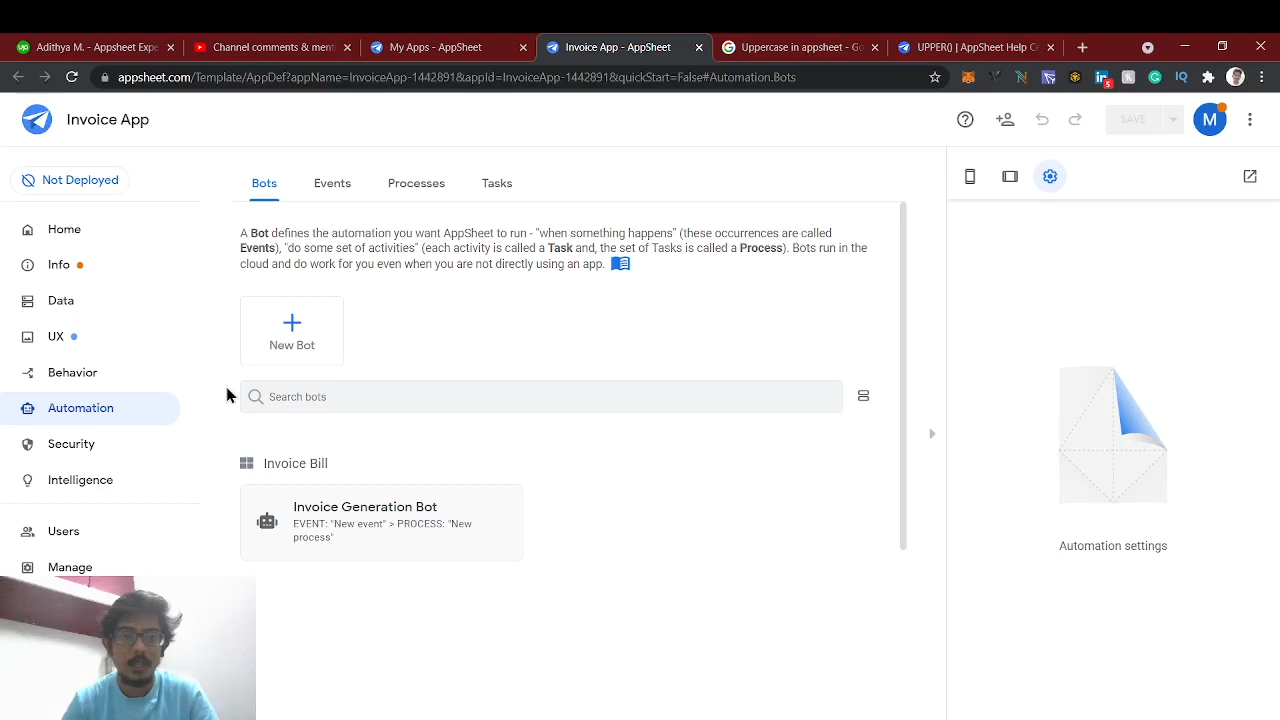 Adithya M. - Appsheet Expe
Channel comments & ment
My Apps - AppSheet
Invoice App - AppSheet
Uppercase in appsheet - Go
UPPER() | AppSheet Help Ce
appsheet.com/Template/AppDef?appName=InvoiceApp-1442891&appId=InvoiceApp-1442891&quickStart=False#Automation.Bots
Invoice App
SAVE
M
Not Deployed
Home
Info
Data
UX
Behavior
Automation
Security
Intelligence
Users
Manage
Bots
Events
Processes
Tasks
A Bot defines the automation you want AppSheet to run - "when something happens" (these occurrences are called
Events), "do some set of activities" (each activity is called a Task and, the set of Tasks is called a Process). Bots run in the
cloud and do work for you even when you are not directly using an app.
New Bot
Search bots
Invoice Bill
Invoice Generation Bot
EVENT: "New event" > PROCESS: "New
process"
Automation settings